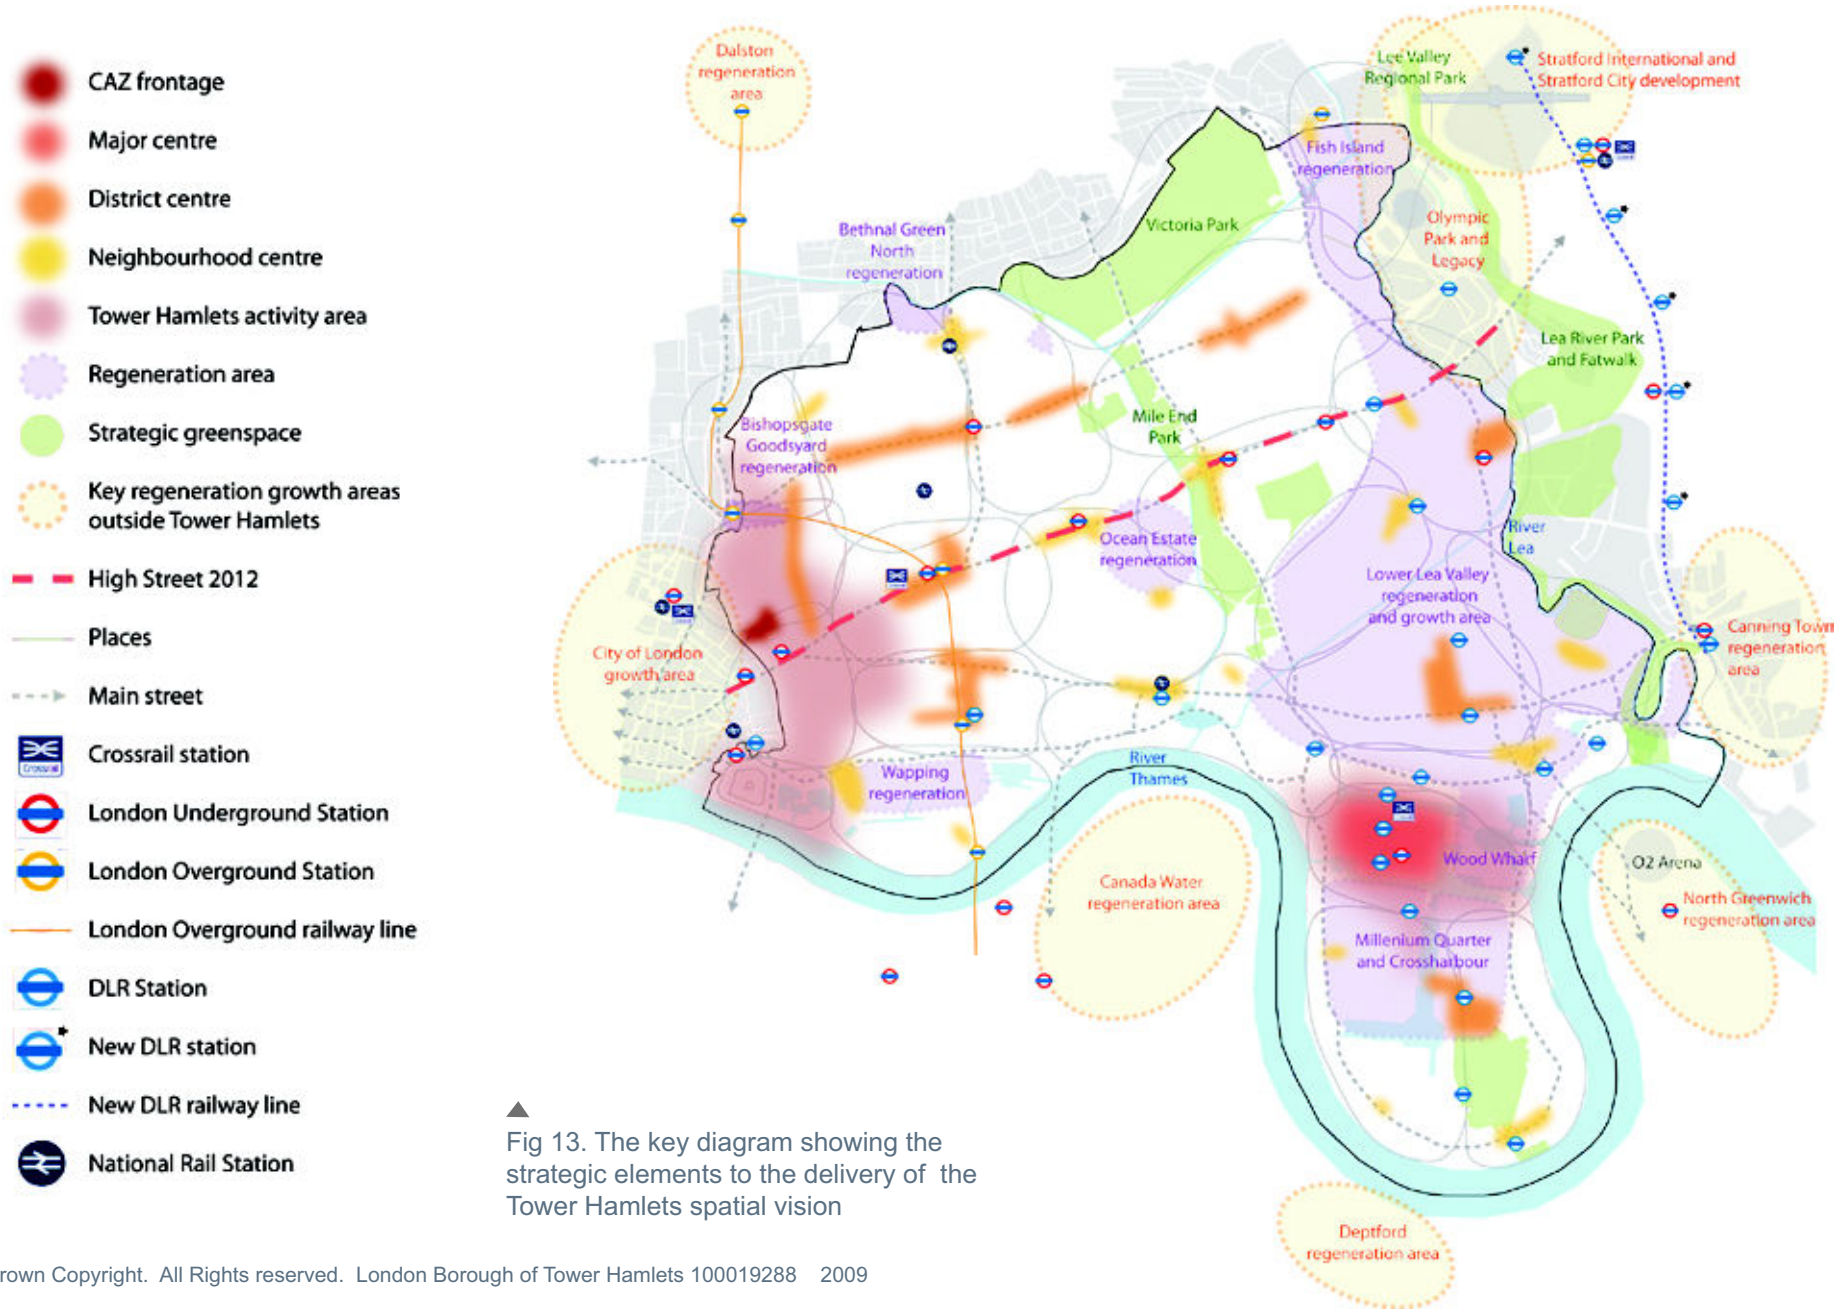 CAZ frontage
Major centre
District centre
Neighbourhood centre
Tower Hamlets activity area
Regeneration area
Strategic greenspace
Key regeneration growth areas
outside Tower Hamlets
High Street 2012
Places
Main street
Crossrail station
London Underground Station
London Overground Station
London Overground railway line
DLR Station
New DLR station
New DLR railway line
National Rail Station
Dalston
regeneration
area
Lee Valley
Regional Park
Stratford International and
Stratford City development
Fish Island
regeneration
Victoria Park
Bethnal Green
North
regeneration
Olympic
Park and
Legacy
Lea River Park
and Fatwalk
Bishopsgate
Goodsyard
regeneration
Mile End
Park
River
Lea
Ocean Estate
regeneration
Lower Lea Valley
regeneration
and growth area
City of London
growth area
Canning Town
regeneration
area
River
Thames
Wapping
regeneration
Wood Wharf
O2 Arena
Canada Water
regeneration area
North Greenwich
regeneration area
Millenium Quarter
and Crossharbour
Deptford
regeneration area
Fig 13. The key diagram showing the
strategic elements to the delivery of the
Tower Hamlets spatial vision
rown Copyright. All Rights reserved. London Borough of Tower Hamlets 100019288 2009